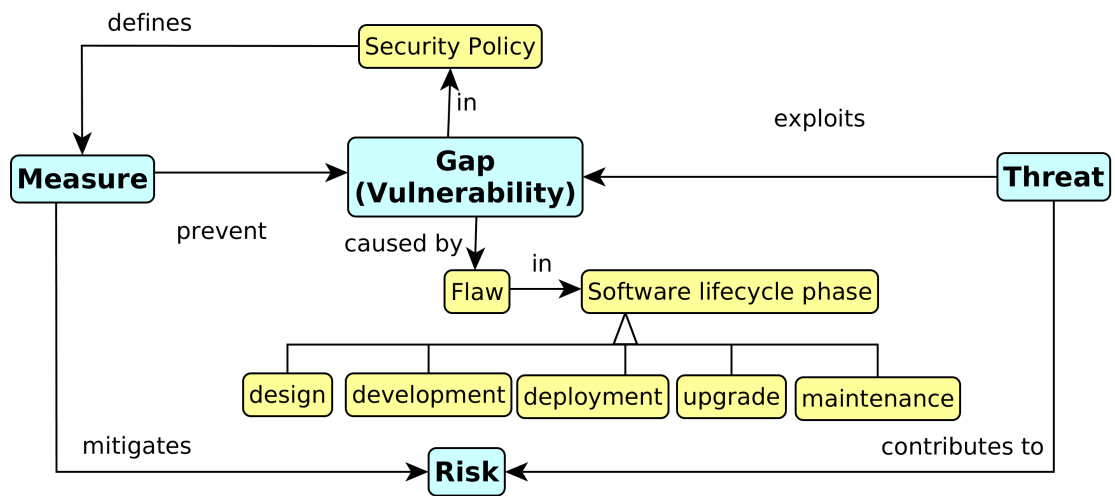 defines
Security Policy
in
exploits
Measure
Gap
(Vulnerability)
Threat
prevent
caused by
in
Flaw
Software lifecycle phase
design
development
deployment
upgrade
maintenance
mitigates
contributes to
Risk